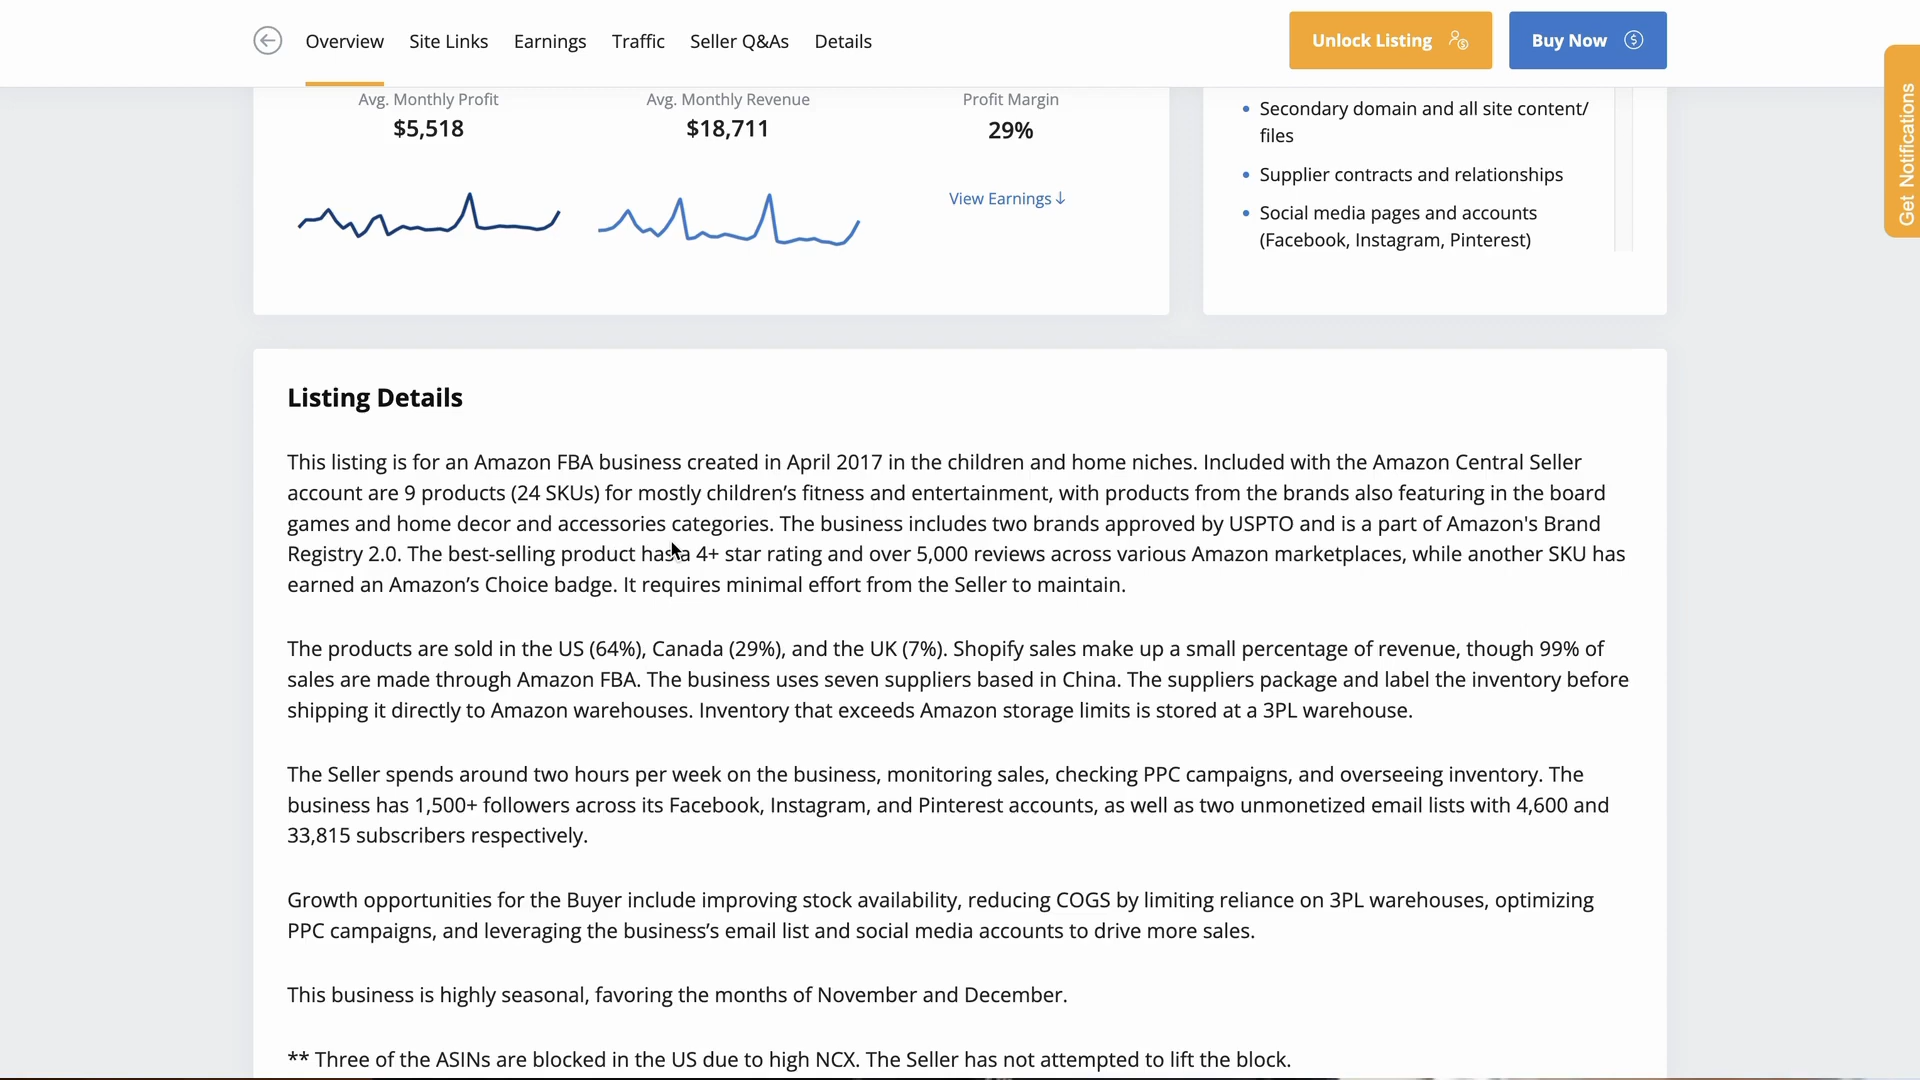 Overview
Site Links
Earnings
Traffic
Seller Q&As
Details
Unlock Listing
Buy Now
Get Notifications
Avg. Monthly Profit
$5,518
Avg. Monthly Revenue
$18,711
Profit Margin
29%
View Earnings
Secondary domain and all site content/
files
Supplier contracts and relationships
Social media pages and accounts
(Facebook, Instagram, Pinterest)
Listing Details
This listing is for an Amazon FBA business created in April 2017 in the children and home niches. Included with the Amazon Central Seller
account are 9 products (24 SKUs) for mostly children’s fitness and entertainment, with products from the brands also featuring in the board
games and home decor and accessories categories. The business includes two brands approved by USPTO and is a part of Amazon's Brand
Registry 2.0. The best-selling product has a 4+ star rating and over 5,000 reviews across various Amazon marketplaces, while another SKU has
earned an Amazon’s Choice badge. It requires minimal effort from the Seller to maintain.
The products are sold in the US (64%), Canada (29%), and the UK (7%). Shopify sales make up a small percentage of revenue, though 99% of
sales are made through Amazon FBA. The business uses seven suppliers based in China. The suppliers package and label the inventory before
shipping it directly to Amazon warehouses. Inventory that exceeds Amazon storage limits is stored at a 3PL warehouse.
The Seller spends around two hours per week on the business, monitoring sales, checking PPC campaigns, and overseeing inventory. The
business has 1,500+ followers across its Facebook, Instagram, and Pinterest accounts, as well as two unmonetized email lists with 4,600 and
33,815 subscribers respectively.
Growth opportunities for the Buyer include improving stock availability, reducing COGS by limiting reliance on 3PL warehouses, optimizing
PPC campaigns, and leveraging the business’s email list and social media accounts to drive more sales.
This business is highly seasonal, favoring the months of November and December.
** Three of the ASINs are blocked in the US due to high NCX. The Seller has not attempted to lift the block.